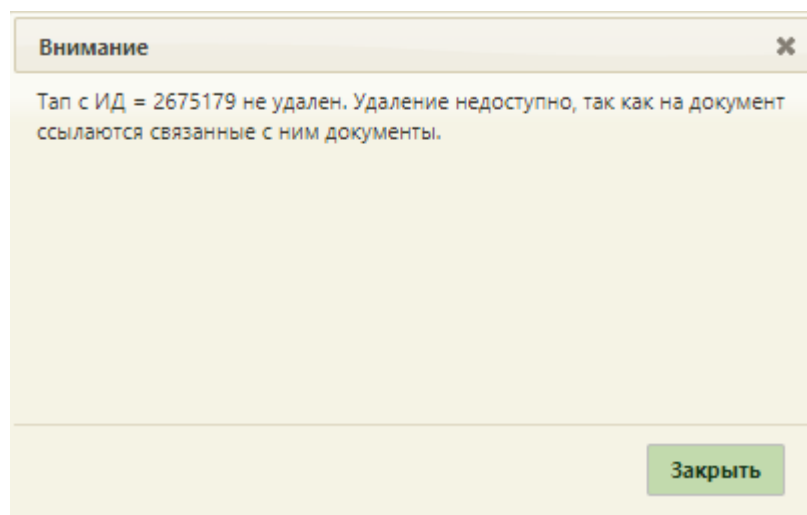 Внимание
Тап с ИД = 2675179 не удален. Удаление недоступно, так как на документ
ссылаются связанные с ним документы.
Закрыть